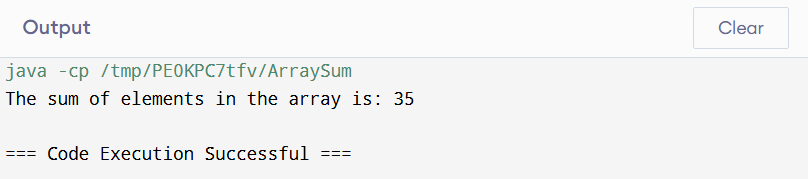 Output
Clear
java -cp /tmp/PE0KPC7tfv/ArraySum
The sum of elements in the array is: 35
=== Code Execution Successful ===